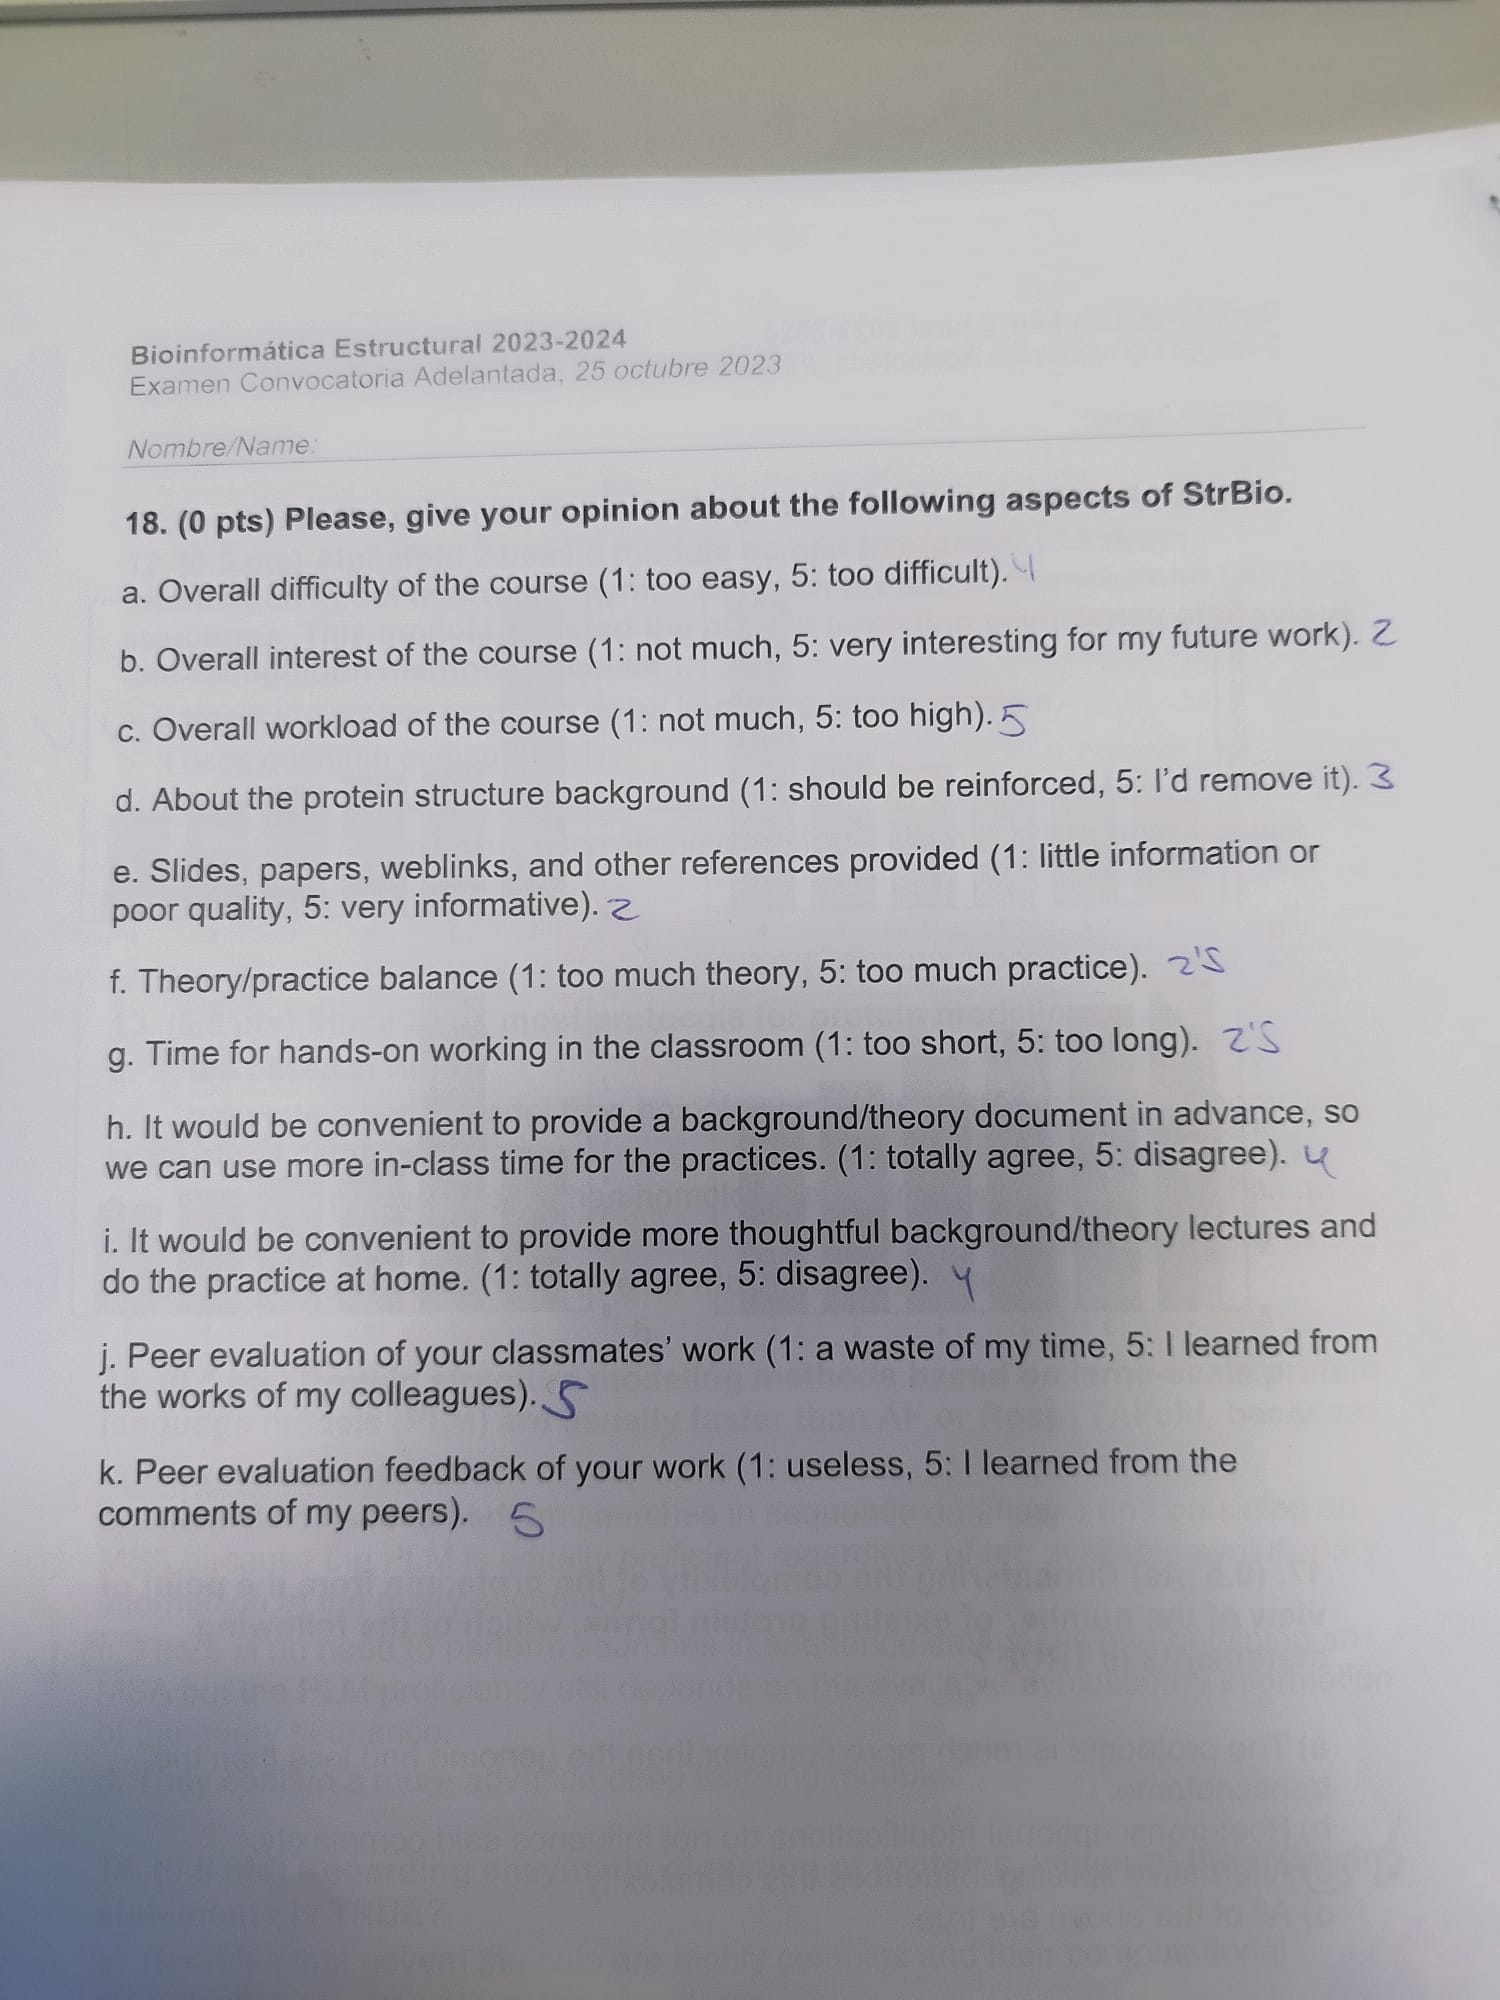 Bioinformática Estructural 2023-2024
Examen Convocatoria Adelantada, 25 octubre 2023
Nombre/Name:
18. (0 pts) Please, give your opinion about the following aspects of StrBio.
a. Overall difficulty of the course (1: too easy, 5: too difficult). 4
b. Overall interest of the course (1: not much, 5: very interesting for my future work). 2
c. Overall workload of the course (1: not much, 5: too high). 5
d. About the protein structure background (1: should be reinforced, 5: I'd remove it). 3
e. Slides, papers, weblinks, and other references provided (1: little information or
poor quality, 5: very informative). 2
f. Theory/practice balance (1: too much theory, 5: too much practice). 2'5
g. Time for hands-on working in the classroom (1: too short, 5: too long). 2'5
h. It would be convenient to provide a background/theory document in advance, so
we can use more in-class time for the practices. (1: totally agree, 5: disagree). 4
i. It would be convenient to provide more thoughtful background/theory lectures and
do the practice at home. (1: totally agree, 5: disagree). 4
j. Peer evaluation of your classmates' work (1: a waste of my time, 5: I learned from
the works of my colleagues). 5
k. Peer evaluation feedback of your work (1: useless, 5: I learned from the
comments of my peers). 5